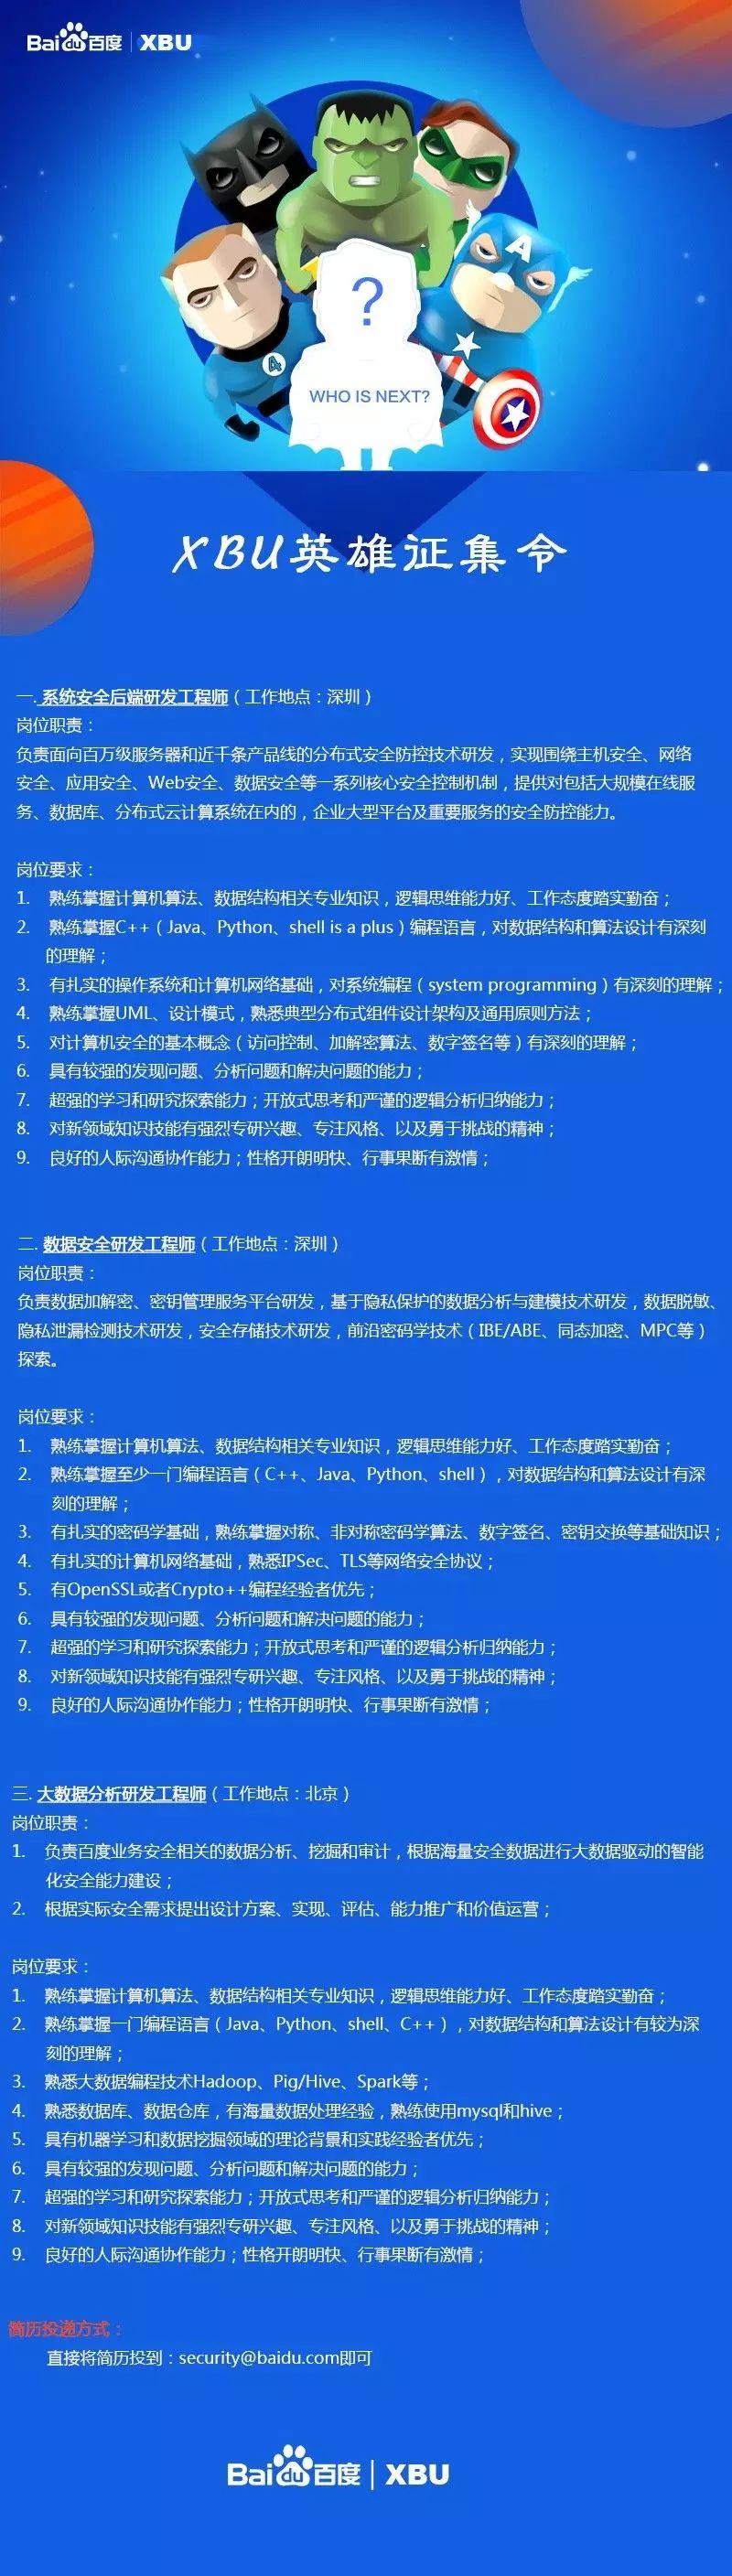 Bai du 百度 | XBU
A
?
4
WHO IS NEXT?
XBU英雄证集令
一. 系统安全后端研发工程师（工作地点：深圳）
岗位职责：
负责面向百万级服务器和近千条产品线的分布式安全防控技术研发，实现围绕主机安全、网络
安全、应用安全、Web安全、数据安全等一系列核心安全控制机制，提供对包括大规模在线服
务、数据库、分布式云计算系统在内的，企业大型平台及重要服务的安全防控能力。
岗位要求：
1. 熟练掌握计算机算法、数据结构相关专业知识，逻辑思维能力好、工作态度踏实勤奋；
2. 熟练掌握C++（Java、Python、shell is a plus）编程语言，对数据结构和算法设计有深刻
的理解；
3. 有扎实的操作系统和计算机网络基础，对系统编程（system programming）有深刻的理解；
4. 熟练掌握UML、设计模式，熟悉典型分布式组件设计架构及通用原则方法；
5. 对计算机安全的基本概念（访问控制、加解密算法、数字签名等）有深刻的理解；
6. 具有较强的发现问题、分析问题和解决问题的能力；
7. 超强的学习和研究探索能力；开放式思考和严谨的逻辑分析归纳能力；
8. 对新领域知识技能有强烈专研兴趣、专注风格、以及勇于挑战的精神；
9. 良好的人际沟通协作能力；性格开朗明快、行事果断有激情；
二. 数据安全研发工程师（工作地点：深圳）
岗位职责：
负责数据加解密、密钥管理服务平台研发，基于隐私保护的数据分析与建模技术研发，数据脱敏、
隐私泄漏检测技术研发，安全存储技术研发，前沿密码学技术（IBE/ABE、同态加密、MPC等）
探索。
岗位要求：
1. 熟练掌握计算机算法、数据结构相关专业知识，逻辑思维能力好、工作态度踏实勤奋；
2. 熟练掌握至少一门编程语言（C++、Java、Python、shell），对数据结构和算法设计有深
刻的理解；
3. 有扎实的密码学基础，熟练掌握对称、非对称密码学算法、数字签名、密钥交换等基础知识；
4. 有扎实的计算机网络基础，熟悉IPSec、TLS等网络安全协议；
5. 有OpenSSL或者Crypto++编程经验者优先；
6. 具有较强的发现问题、分析问题和解决问题的能力；
7. 超强的学习和研究探索能力；开放式思考和严谨的逻辑分析归纳能力；
8. 对新领域知识技能有强烈专研兴趣、专注风格、以及勇于挑战的精神；
9. 良好的人际沟通协作能力；性格开朗明快、行事果断有激情；
三. 大数据分析研发工程师（工作地点：北京）
岗位职责：
1. 负责百度业务安全相关的数据分析、挖掘和审计，根据海量安全数据进行大数据驱动的智能
化安全能力建设；
2. 根据实际安全需求提出设计方案、实现、评估、能力推广和价值运营；
岗位要求：
1. 熟练掌握计算机算法、数据结构相关专业知识，逻辑思维能力好、工作态度踏实勤奋；
2. 熟练掌握一门编程语言（Java、Python、shell、C++），对数据结构和算法设计有较为深
刻的理解；
3. 熟悉大数据编程技术Hadoop、Pig/Hive、Spark等；
4. 熟悉数据库、数据仓库，有海量数据处理经验，熟练使用mysql和hive；
5. 具有机器学习和数据挖掘领域的理论背景和实践经验者优先；
6. 具有较强的发现问题、分析问题和解决问题的能力；
7. 超强的学习和研究探索能力；开放式思考和严谨的逻辑分析归纳能力；
8. 对新领域知识技能有强烈专研兴趣、专注风格、以及勇于挑战的精神；
9. 良好的人际沟通协作能力；性格开朗明快、行事果断有激情；
简历投递方式：
直接将简历投到：security@baidu.com即可
Bai du 百度 | XBU